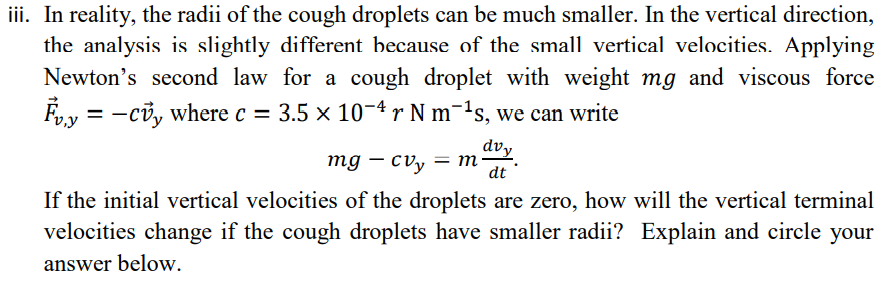 iii. In reality, the radii of the cough droplets can be much smaller. In the vertical direction,
the analysis is slightly different because of the small vertical velocities. Applying
Newton's second law for a cough droplet with weight mg and viscous force
F⃗v,y = −cv⃗y where c = 3.5 × 10⁻⁴ r N m⁻¹s, we can write
mg − cvy = m dvy/dt.
If the initial vertical velocities of the droplets are zero, how will the vertical terminal
velocities change if the cough droplets have smaller radii? Explain and circle your
answer below.